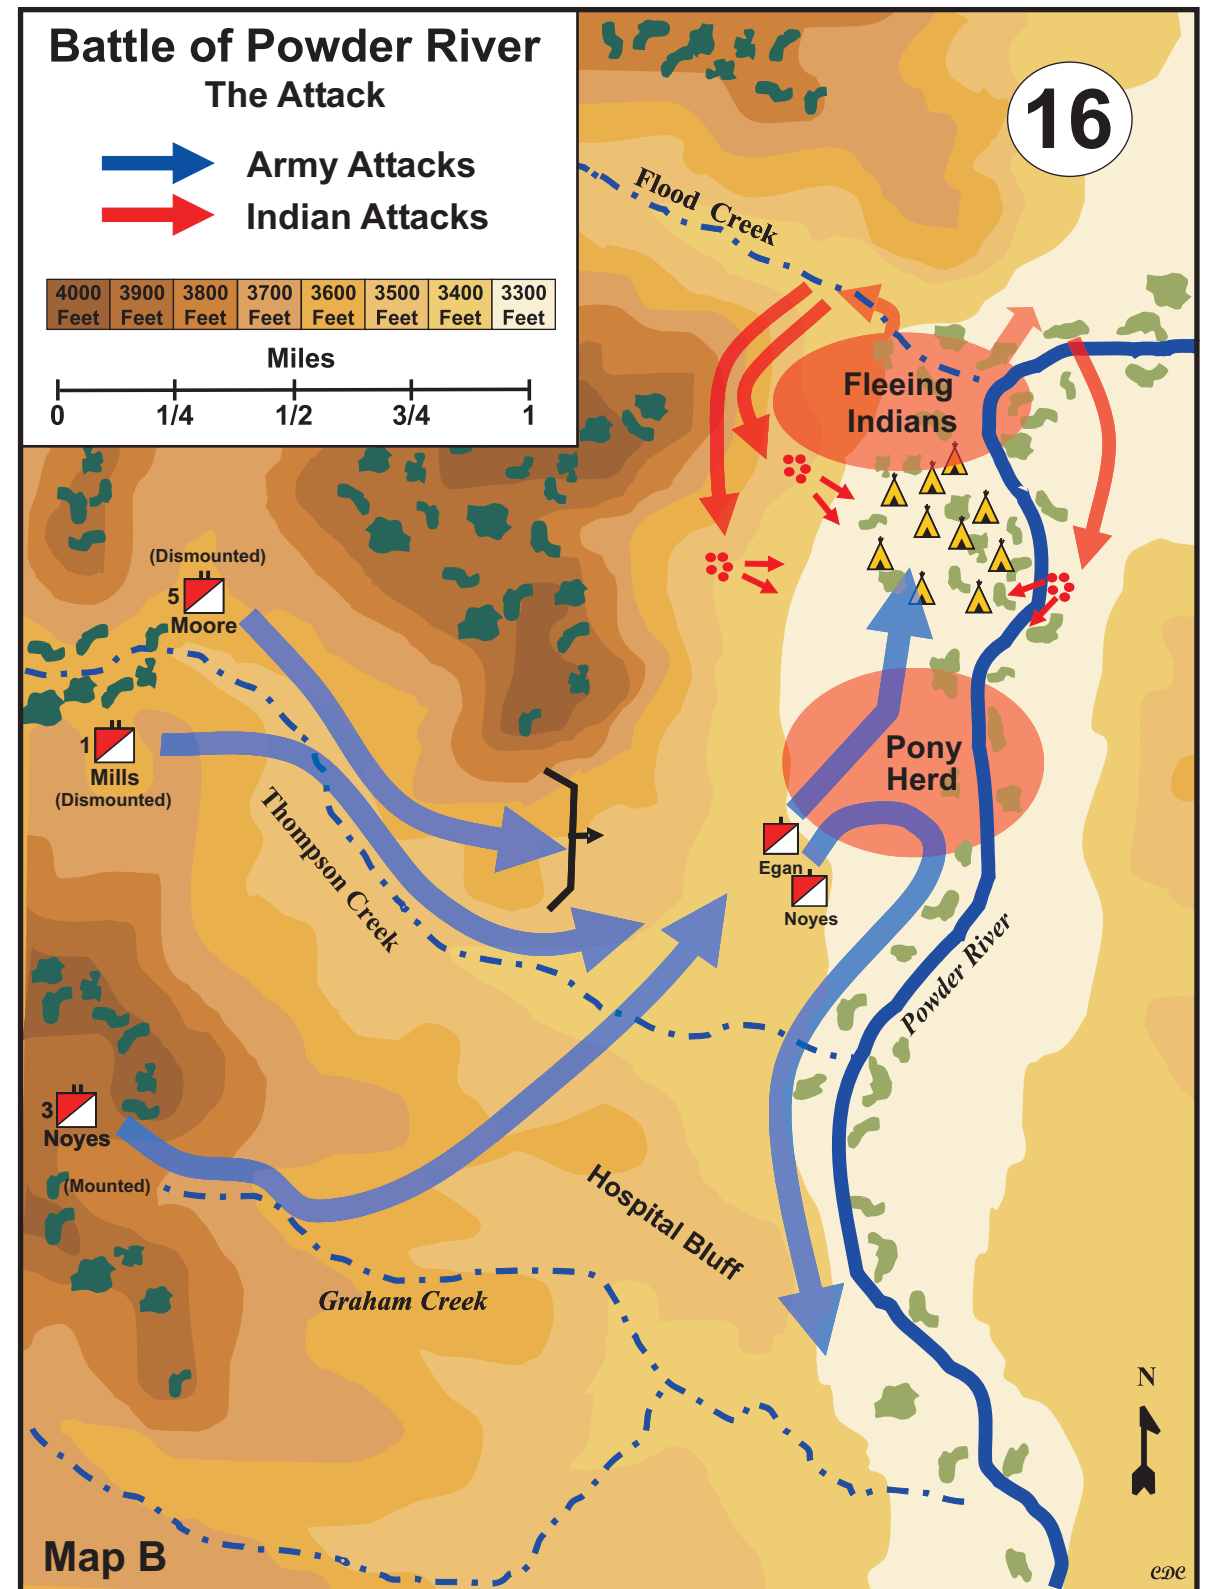 Battle of Powder River
The Attack
Army Attacks
Indian Attacks
4000 3900 3800 3700 3600 3500 3400 3300
Feet Feet Feet Feet Feet Feet Feet Feet
Miles
0 1/4 1/2 3/4 1
16
Flood Creek
Fleeing
Indians
(Dismounted)
5
Moore
1
Mills
(Dismounted)
Thompson Creek
Pony
Herd
Egan
Noyes
Powder River
3
Noyes
(Mounted)
Hospital Bluff
Graham Creek
N
Map B
CDC